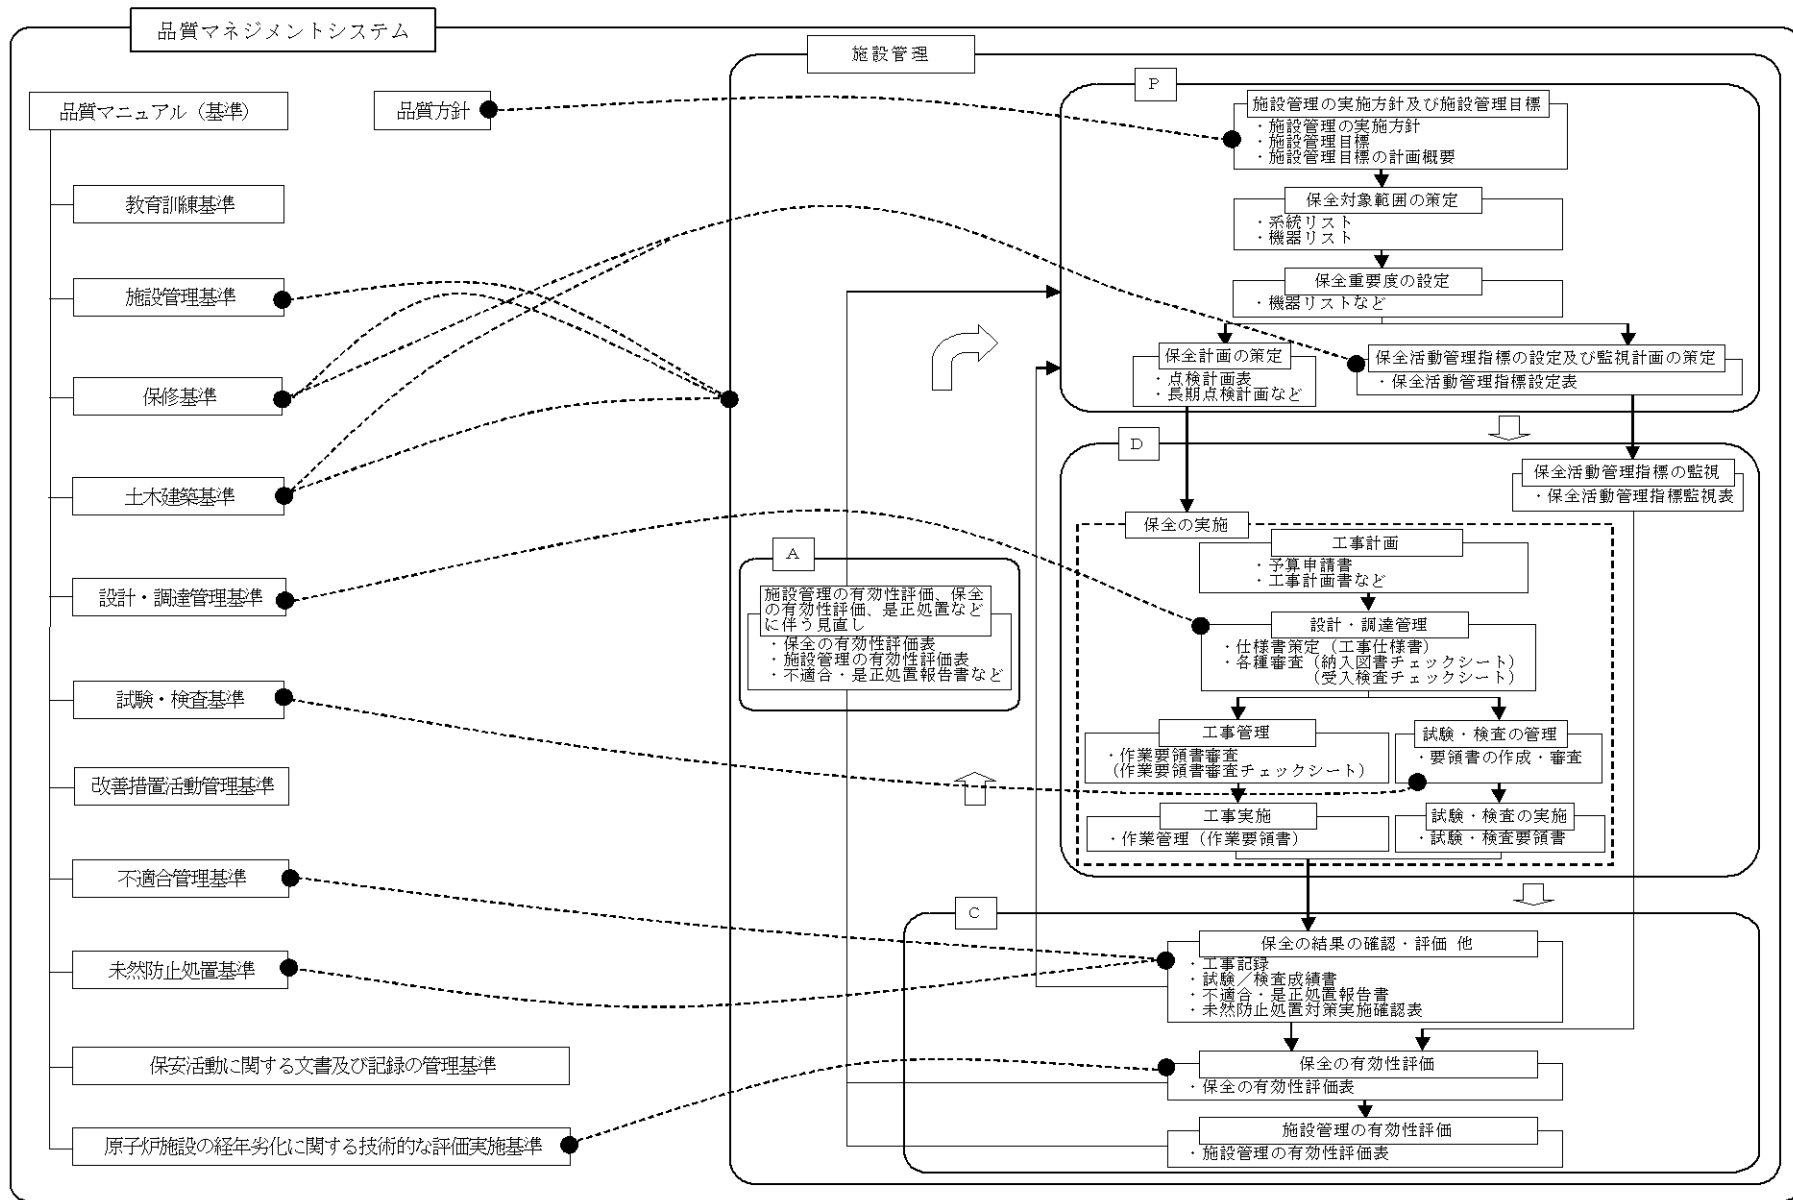 品質マネジメントシステム
品質マニュアル（基準）
品質方針
教育訓練基準
施設管理基準
保修基準
土木建築基準
設計・調達管理基準
試験・検査基準
改善措置活動管理基準
不適合管理基準
未然防止処置基準
保安活動に関する文書及び記録の管理基準
原子炉施設の経年劣化に関する技術的な評価実施基準
施設管理
P
施設管理の実施方針及び施設管理目標
・施設管理の実施方針
・施設管理目標
・施設管理目標の計画概要
保全対象範囲の策定
・系統リスト
・機器リスト
保全重要度の設定
・機器リストなど
保全計画の策定
・点検計画表
・長期点検計画など
保全活動管理指標の設定及び監視計画の策定
・保全活動管理指標設定表
D
保全活動管理指標の監視
・保全活動管理指標監視表
保全の実施
工事計画
・予算申請書
・工事計画書など
設計・調達管理
・仕様書策定（工事仕様書）
・各種審査（納入図書チェックシート）
（受入検査チェックシート）
工事管理
・作業要領書審査
（作業要領書審査チェックシート）
試験・検査の管理
・要領書の作成・審査
工事実施
・作業管理（作業要領書）
試験・検査の実施
・試験・検査要領書
A
施設管理の有効性評価、保全
の有効性評価、是正処置など
に伴う見直し
・保全の有効性評価表
・施設管理の有効性評価表
・不適合・是正処置報告書など
C
保全の結果の確認・評価 他
・工事記録
・試験／検査成績書
・不適合・是正処置報告書
・未然防止処置対策実施確認表
保全の有効性評価
・保全の有効性評価表
施設管理の有効性評価
・施設管理の有効性評価表